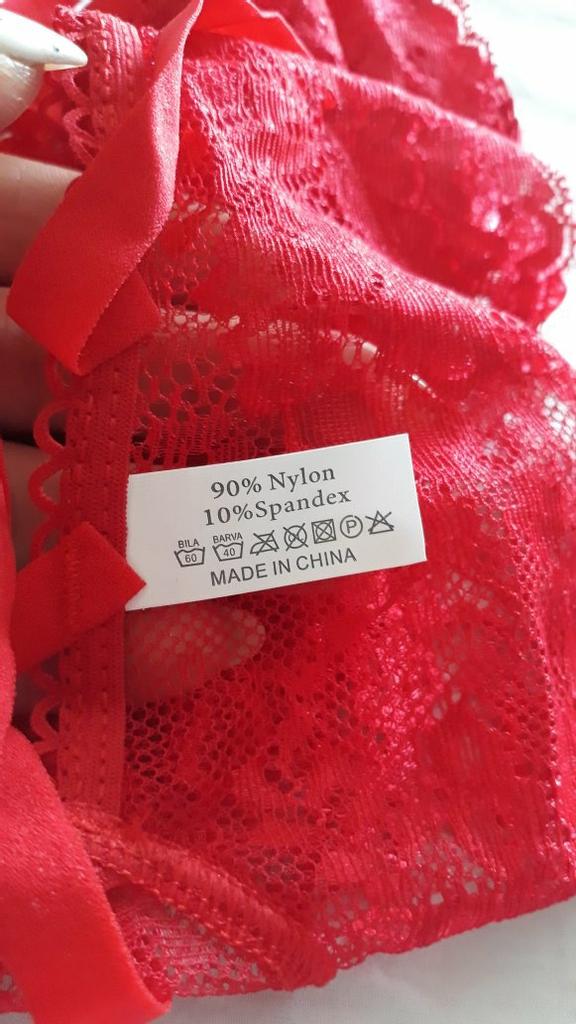 90% Nylon
10%Spandex
BILA BARVA
60 40 P
MADE IN CHINA